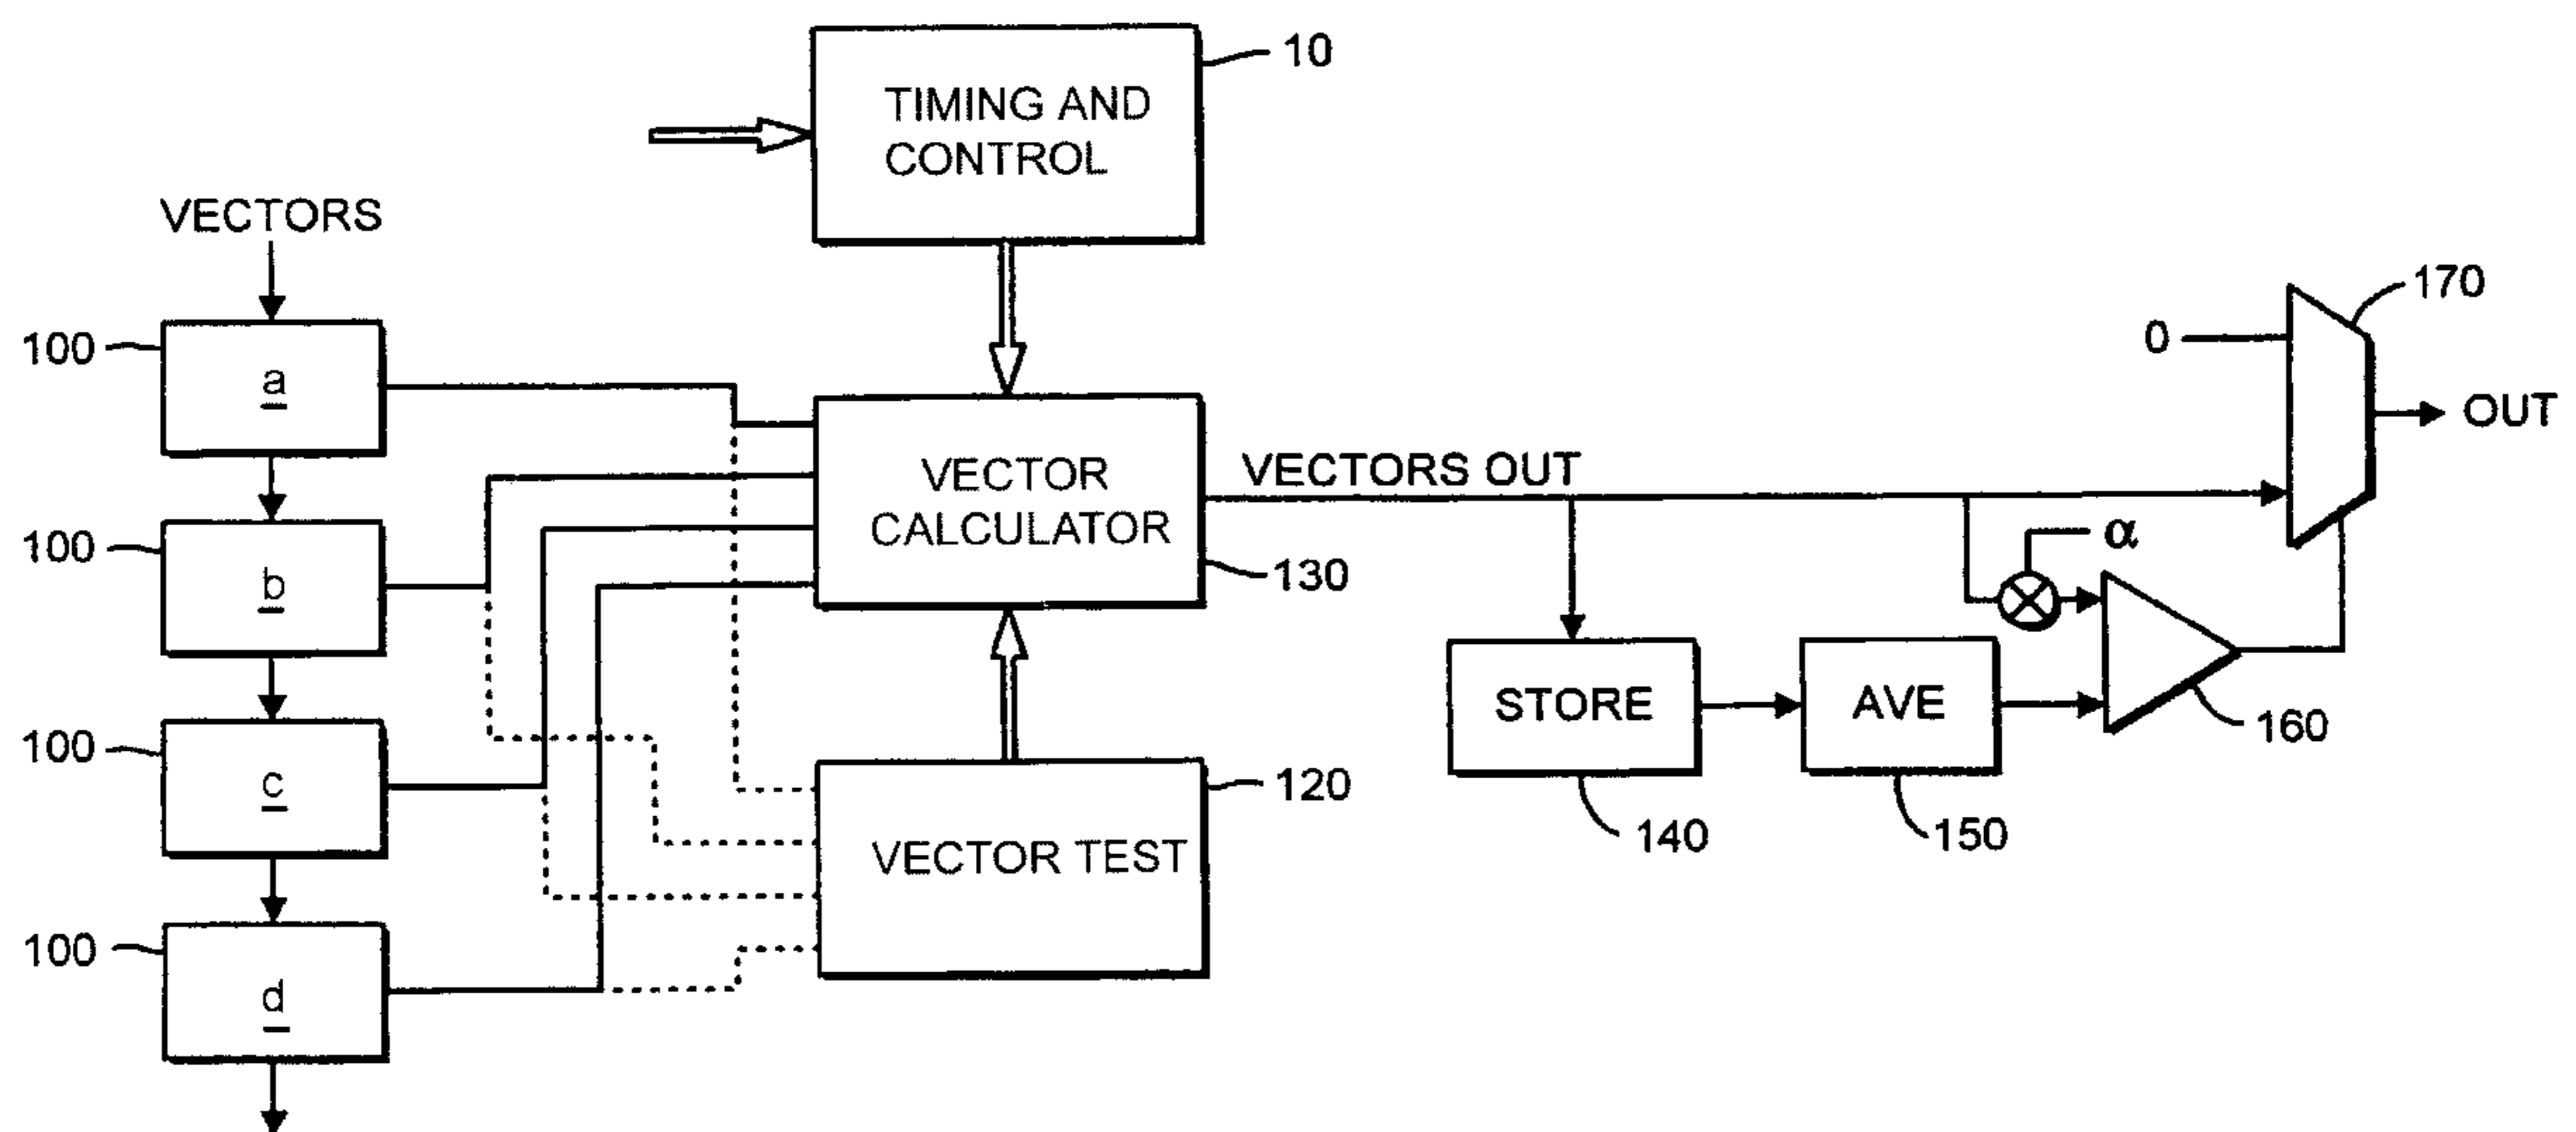 10
TIMING AND
CONTROL
VECTORS
100
a
100
b
100
c
100
d
VECTOR
CALCULATOR
130
VECTOR TEST
120
VECTORS OUT
STORE
140
AVE
150
α
160
0
170
OUT